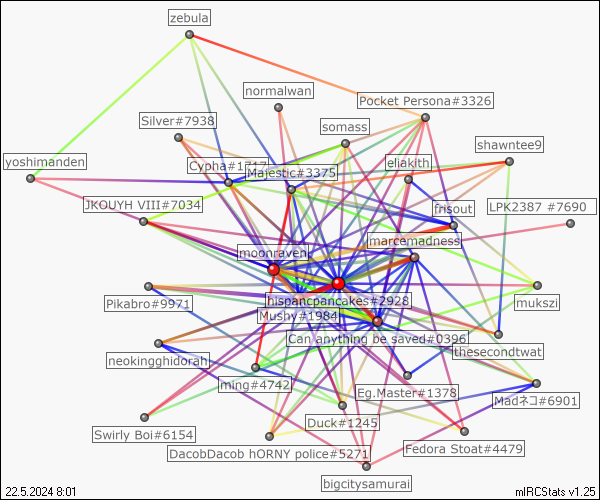 zebula
normalwan
Pocket Persona#3326
Silver#7938
somass
shawntee9
yoshimanden
Cypha#1717
Majestic#3375
eliakith
JKOUYH VIII#7034
frisout
LPK2387 #7690
marcemadness
moonraven
hispancpancakes#2928
Pikabro#9971
Mushy#1984
mukszi
Can anything be saved#0396
neokingghidorah
thesecondtwat
ming#4742
Eg.Master#1378
Madネコ#6901
Duck#1245
Swirly Boi#6154
DacobDacob hORNY police#5271
Fedora Stoat#4479
bigcitysamurai
22.5.2024 8:01
mIRCStats v1.25